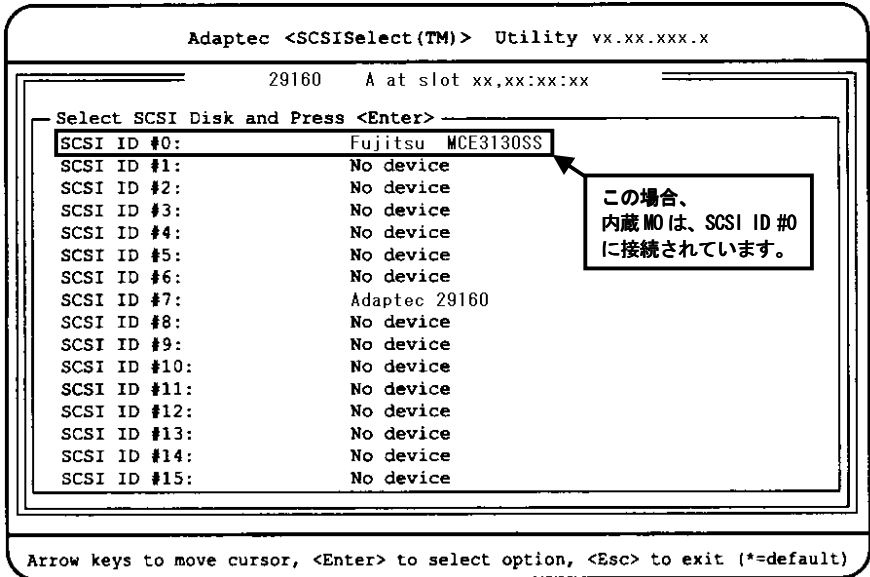 Adaptec <SCSISelect(TM)> Utility vx.xx.xxx.x
29160 A at slot xx,xx:xx:xx
Select SCSI Disk and Press <Enter>
SCSI ID #0: Fujitsu MCE3130SS
SCSI ID #1: No device
SCSI ID #2: No device
SCSI ID #3: No device
SCSI ID #4: No device
SCSI ID #5: No device
SCSI ID #6: No device
SCSI ID #7: Adaptec 29160
SCSI ID #8: No device
SCSI ID #9: No device
SCSI ID #10: No device
SCSI ID #11: No device
SCSI ID #12: No device
SCSI ID #13: No device
SCSI ID #14: No device
SCSI ID #15: No device
この場合、
内蔵MOは、SCSI ID #0
に接続されています。
Arrow keys to move cursor, <Enter> to select option, <Esc> to exit (*=default)